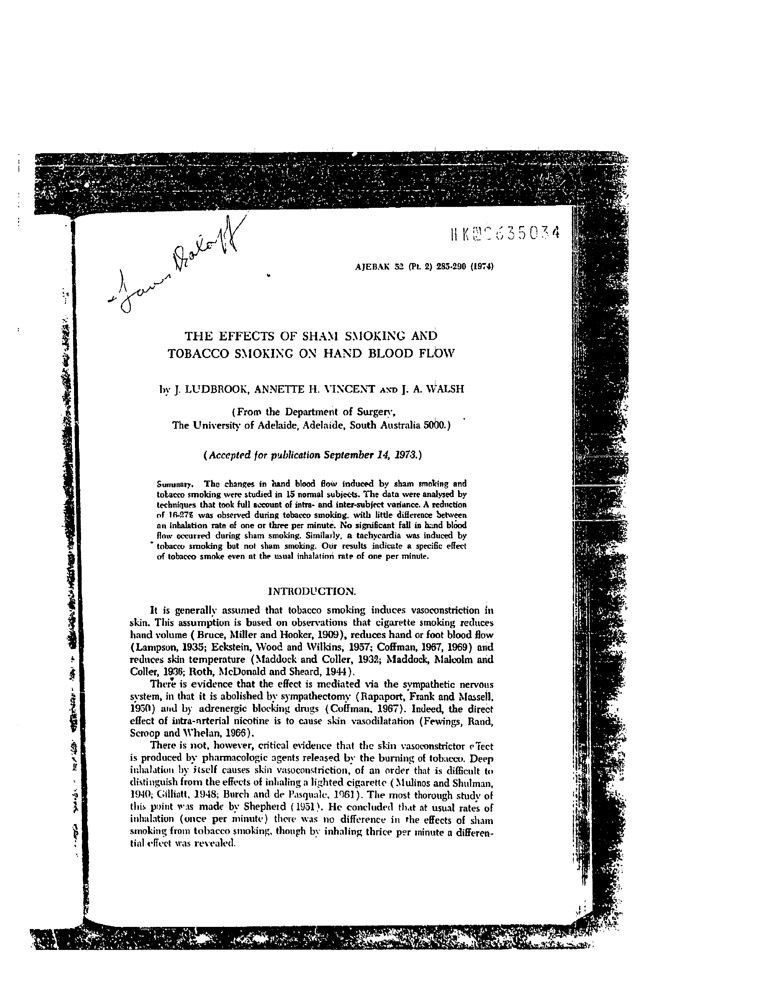 HK 2635034
AJEBAK 52 (Pt. 2) 285-290 (1974)
THE EFFECTS OF SHAM SMOKING AND
TOBACCO SMOKING ON HAND BLOOD FLOW
by J. LUDBROOK, ANNETTE H. VINCENT AND J. A. WALSH
(From the Department of Surgery,
The University of Adelaide, Adelaide, South Australia 5000.)
(Accepted for publication September 14, 1973.)
Summary. The changes in hand blood flow induced by sham smoking and
tobacco smoking were studied in 15 normal subjects. The data were analysed by
techniques that took full account of intra- and inter-subject variance. A reduction
of 16-27% was observed during tobacco smoking, with little difference between
an inhalation rate of one or three per minute. No significant fall in hand blood
flow occurred during sham smoking. Similarly, a tachycardia was induced by
tobacco smoking but not sham smoking. Our results indicate a specific effect
of tobacco smoke even at the usual inhalation rate of one per minute.
INTRODUCTION.
It is generally assumed that tobacco smoking induces vasoconstriction in
skin. This assumption is based on observations that cigarette smoking reduces
hand volume (Bruce, Miller and Hooker, 1909), reduces hand or foot blood flow
(Lampson, 1935; Eckstein, Wood and Wilkins, 1957; Coffman, 1967, 1969) and
reduces skin temperature (Maddock and Coller, 1932; Maddock, Malcolm and
Coller, 1936; Roth, McDonald and Sheard, 1944).
There is evidence that the effect is mediated via the sympathetic nervous
system, in that it is abolished by sympathectomy (Rapaport, Frank and Massell,
1950) and by adrenergic blocking drugs (Coffman, 1967). Indeed, the direct
effect of intra-arterial nicotine is to cause skin vasodilatation (Fewings, Rand,
Scroop and Whelan, 1966).
There is not, however, critical evidence that the skin vasoconstrictor effect
is produced by pharmacologic agents released by the burning of tobacco. Deep
inhalation by itself causes skin vasoconstriction, of an order that is difficult to
distinguish from the effects of inhaling a lighted cigarette (Mulinos and Shulman,
1940; Gilliatt, 1948; Burch and de Pasquale, 1961). The most thorough study of
this point was made by Shepherd (1951). He concluded that at usual rates of
inhalation (once per minute) there was no difference in the effects of sham
smoking from tobacco smoking, though by inhaling thrice per minute a differen-
tial effect was revealed.